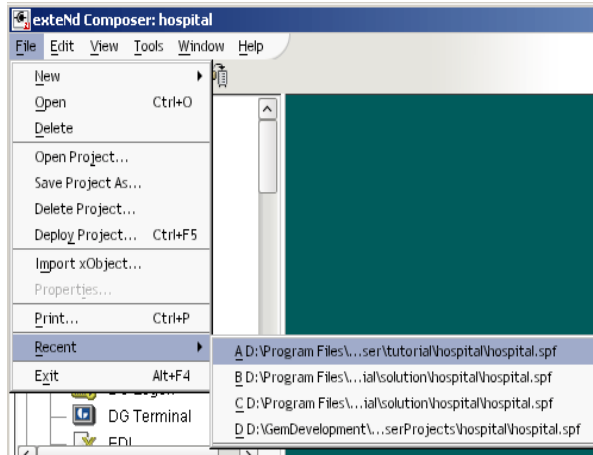 exteNd Composer: hospital
File Edit View Tools Window Help
New
Open Ctrl+O
Delete
Open Project...
Save Project As...
Delete Project...
Deploy Project... Ctrl+F5
Import xObject...
Properties...
Print... Ctrl+P
Recent
A D:\Program Files\...ser\tutorial\hospital\hospital.spf
Exit Alt+F4
B D:\Program Files\...ial\solution\hospital\hospital.spf
C D:\Program Files\...ial\solution\hospital\hospital.spf
DG Terminal
D D:\GemDevelopment\...serProjects\hospital\hospital.spf
EDI